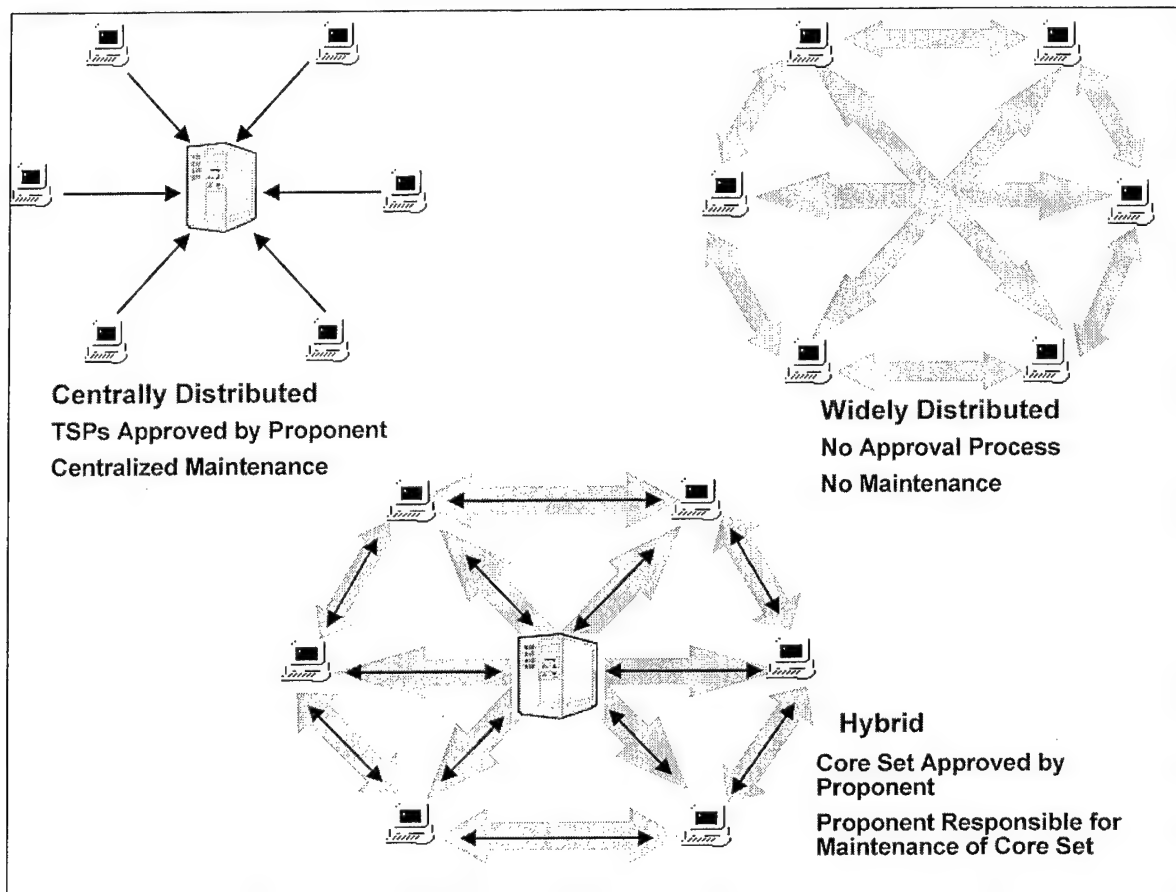 Centrally Distributed
TSPs Approved by Proponent
Centralized Maintenance
Widely Distributed
No Approval Process
No Maintenance
Hybrid
Core Set Approved by
Proponent
Proponent Responsible for
Maintenance of Core Set